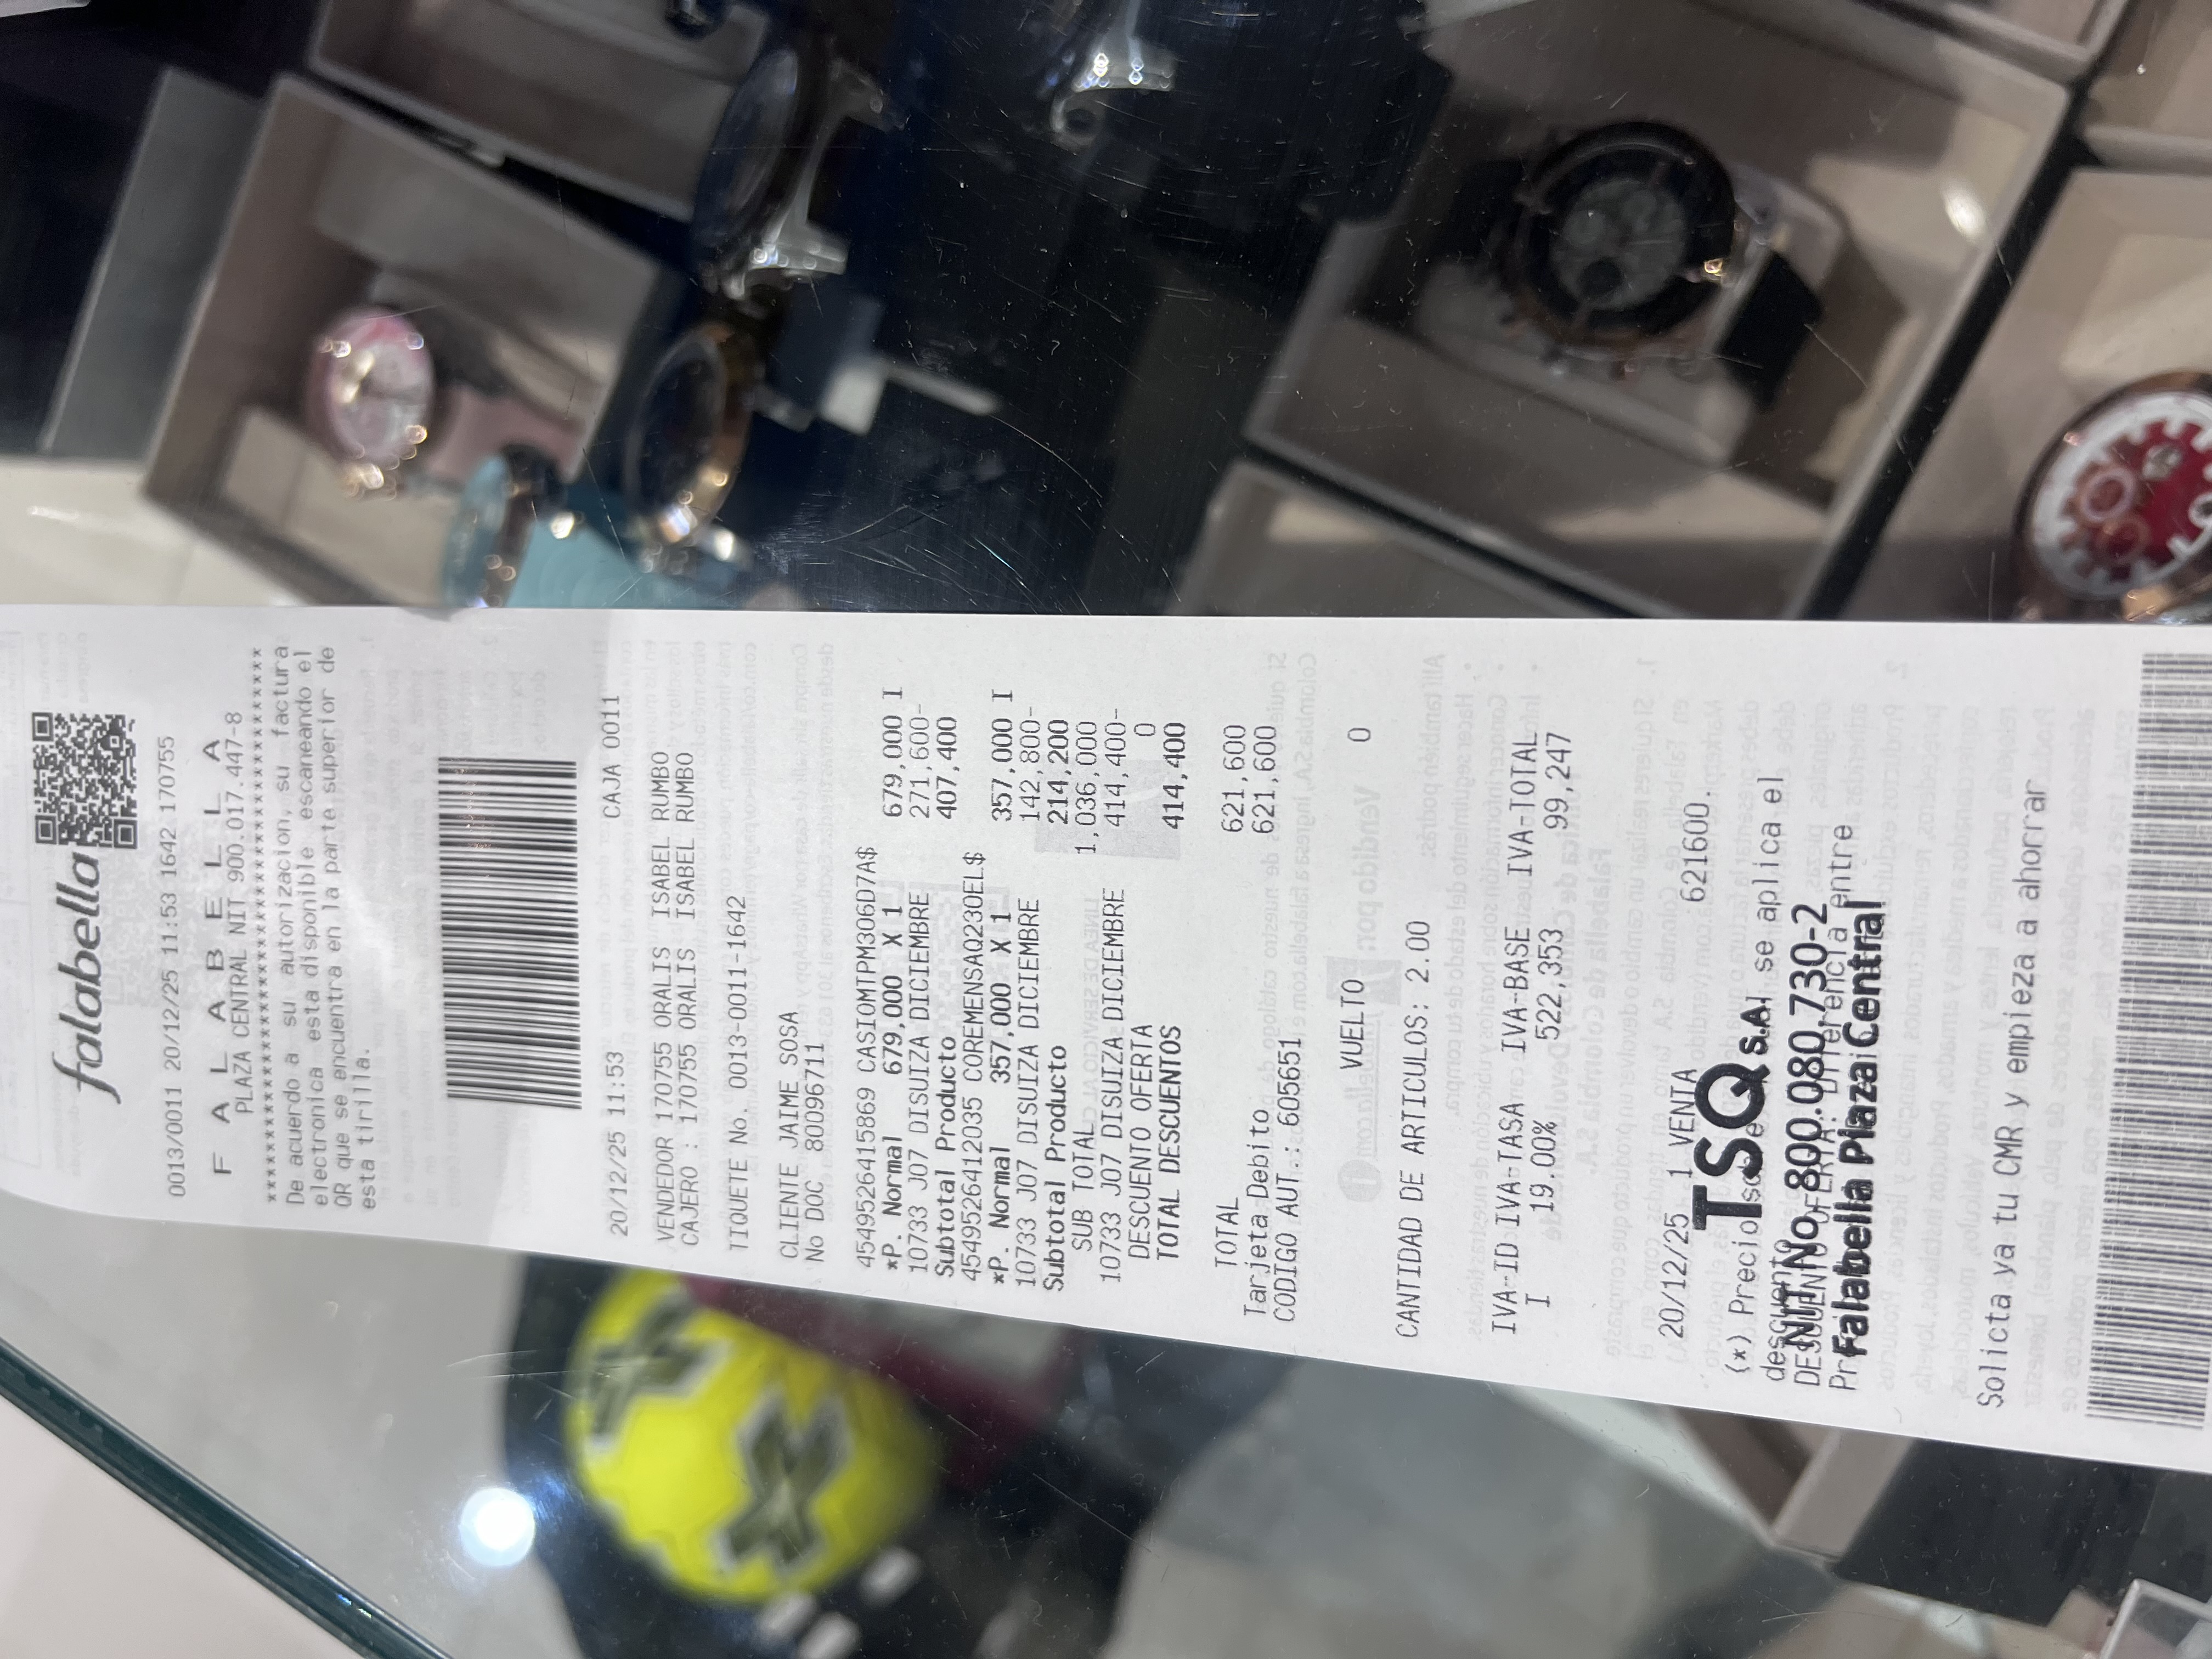 falabella
0013/0011 20/12/25 11:53 1642 170755
F A L A B E L L A
PLAZA CENTRAL NIT 900.017.447-8
****************************************
De acuerdo a su autorizacion, su factura
electronica esta disponible escaneando el
QR que se encuentra en la parte superior de
esta tirilla.
20/12/25 11:53 CAJA 0011
VENDEDOR 170755 ORALIS ISABEL RUMBO
CAJERO : 170755 ORALIS ISABEL RUMBO
TIQUETE No. 0013-0011-1642
CLIENTE JAIME SOSA
No DOC 80096711
4549526415869 CASIOMTPM306D7A$
*P. Normal 679,000 X 1 679,000 I
10733 J07 DISUIZA DICIEMBRE 271,600-
Subtotal Producto 407,400
4549526412035 COREMENSAQ230EL$
*P. Normal 357,000 X 1 357,000 I
10733 J07 DISUIZA DICIEMBRE 142,800-
Subtotal Producto 214,200
SUB TOTAL 1,036,000
10733 J07 DISUIZA DICIEMBRE 414,400-
DESCUENTO OFERTA 0
TOTAL DESCUENTOS 414,400
TOTAL 621,600
Tarjeta Debito 621,600
CODIGO AUT.: 605651
VUELTO 0
CANTIDAD DE ARTICULOS: 2.00
IVA-ID IVA-TASA IVA-BASE IVA-TOTAL
I 19.00% 522,353 99,247
20/12/25 1 VENTA 621600.
TSQ S.A.
(*) Precio se aplica el
descuento
NIT No. 800.080.730-2
DESCUENTO OFERTA: Diferencia entre
Falabella Plaza Central
Solicta ya tu CMR y empieza a ahorrar